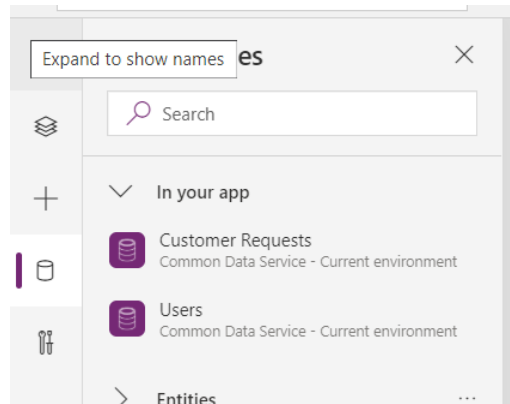 Expand to show names
es
Search
In your app
Customer Requests
Common Data Service - Current environment
Users
Common Data Service - Current environment
Entities